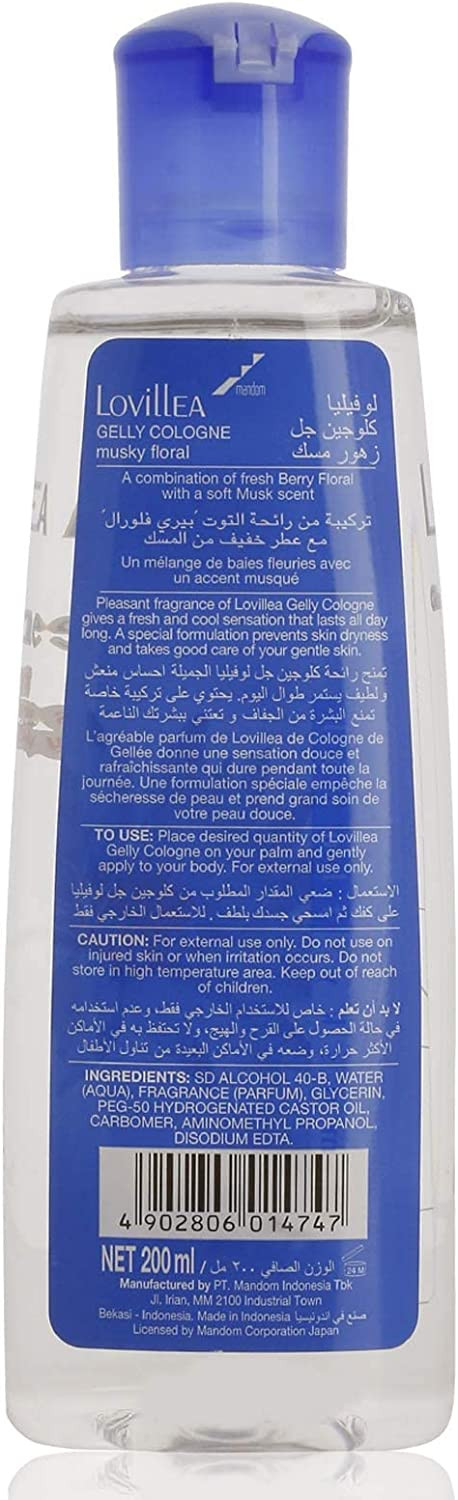 mandom
LovillEA
GELLY COLOGNE
musky floral
لوفيليا
كلوجين جل
زهور مسك
A combination of fresh Berry Floral
with a soft Musk scent
تركيبة من رائحة التوت "بيري فلورال"
مع عطر خفيف من المسك
Un mélange de baies fleuries avec
un accent musqué
Pleasant fragrance of Lovillea Gelly Cologne
gives a fresh and cool sensation that lasts all day
long. A special formulation prevents skin dryness
and takes good care of your gentle skin.
تمنح رائحة كلوجين جل لوفيليا الجميلة احساس منعش
ولطيف يستمر طوال اليوم. يحتوي على تركيبة خاصة
تمنع البشرة من الجفاف و تعتني ببشرتك الناعمة
L'agréable parfum de Lovillea de Cologne de
Gellée donne une sensation douce et
rafraîchissante qui dure pendant toute la
journée. Une formulation spéciale empêche la
sécheresse de peau et prend grand soin de
votre peau douce.
TO USE: Place desired quantity of Lovillea
Gelly Cologne on your palm and gently
apply to your body. For external use only.
الاستعمال : ضعي المقدار المطلوب من كلوجين جل لوفيليا
على كفك ثم امسحي جسدك بلطف. للاستعمال الخارجي فقط
CAUTION: For external use only. Do not use on
injured skin or when irritation occurs. Do not
store in high temperature area. Keep out of reach
of children.
لا بد أن تعلم : خاص للاستخدام الخارجي فقط، وعدم استخدامه
في حالة الحصول على القرح والهيج، ولا تحتفظ به في الأماكن
الأكثر حرارة، وضعه في الأماكن البعيدة من تناول الأطفال
INGREDIENTS: SD ALCOHOL 40-B, WATER
(AQUA), FRAGRANCE (PARFUM), GLYCERIN,
PEG-50 HYDROGENATED CASTOR OIL,
CARBOMER, AMINOMETHYL PROPANOL,
DISODIUM EDTA.
4 902806 014747
NET 200 ml / الوزن الصافي ٢٠٠ مل
24 M
Manufactured by PT. Mandom Indonesia Tbk
Jl. Irian, MM 2100 Industrial Town
Bekasi - Indonesia. Made in Indonesia صنع في اندونيسيا
Licensed by Mandom Corporation Japan